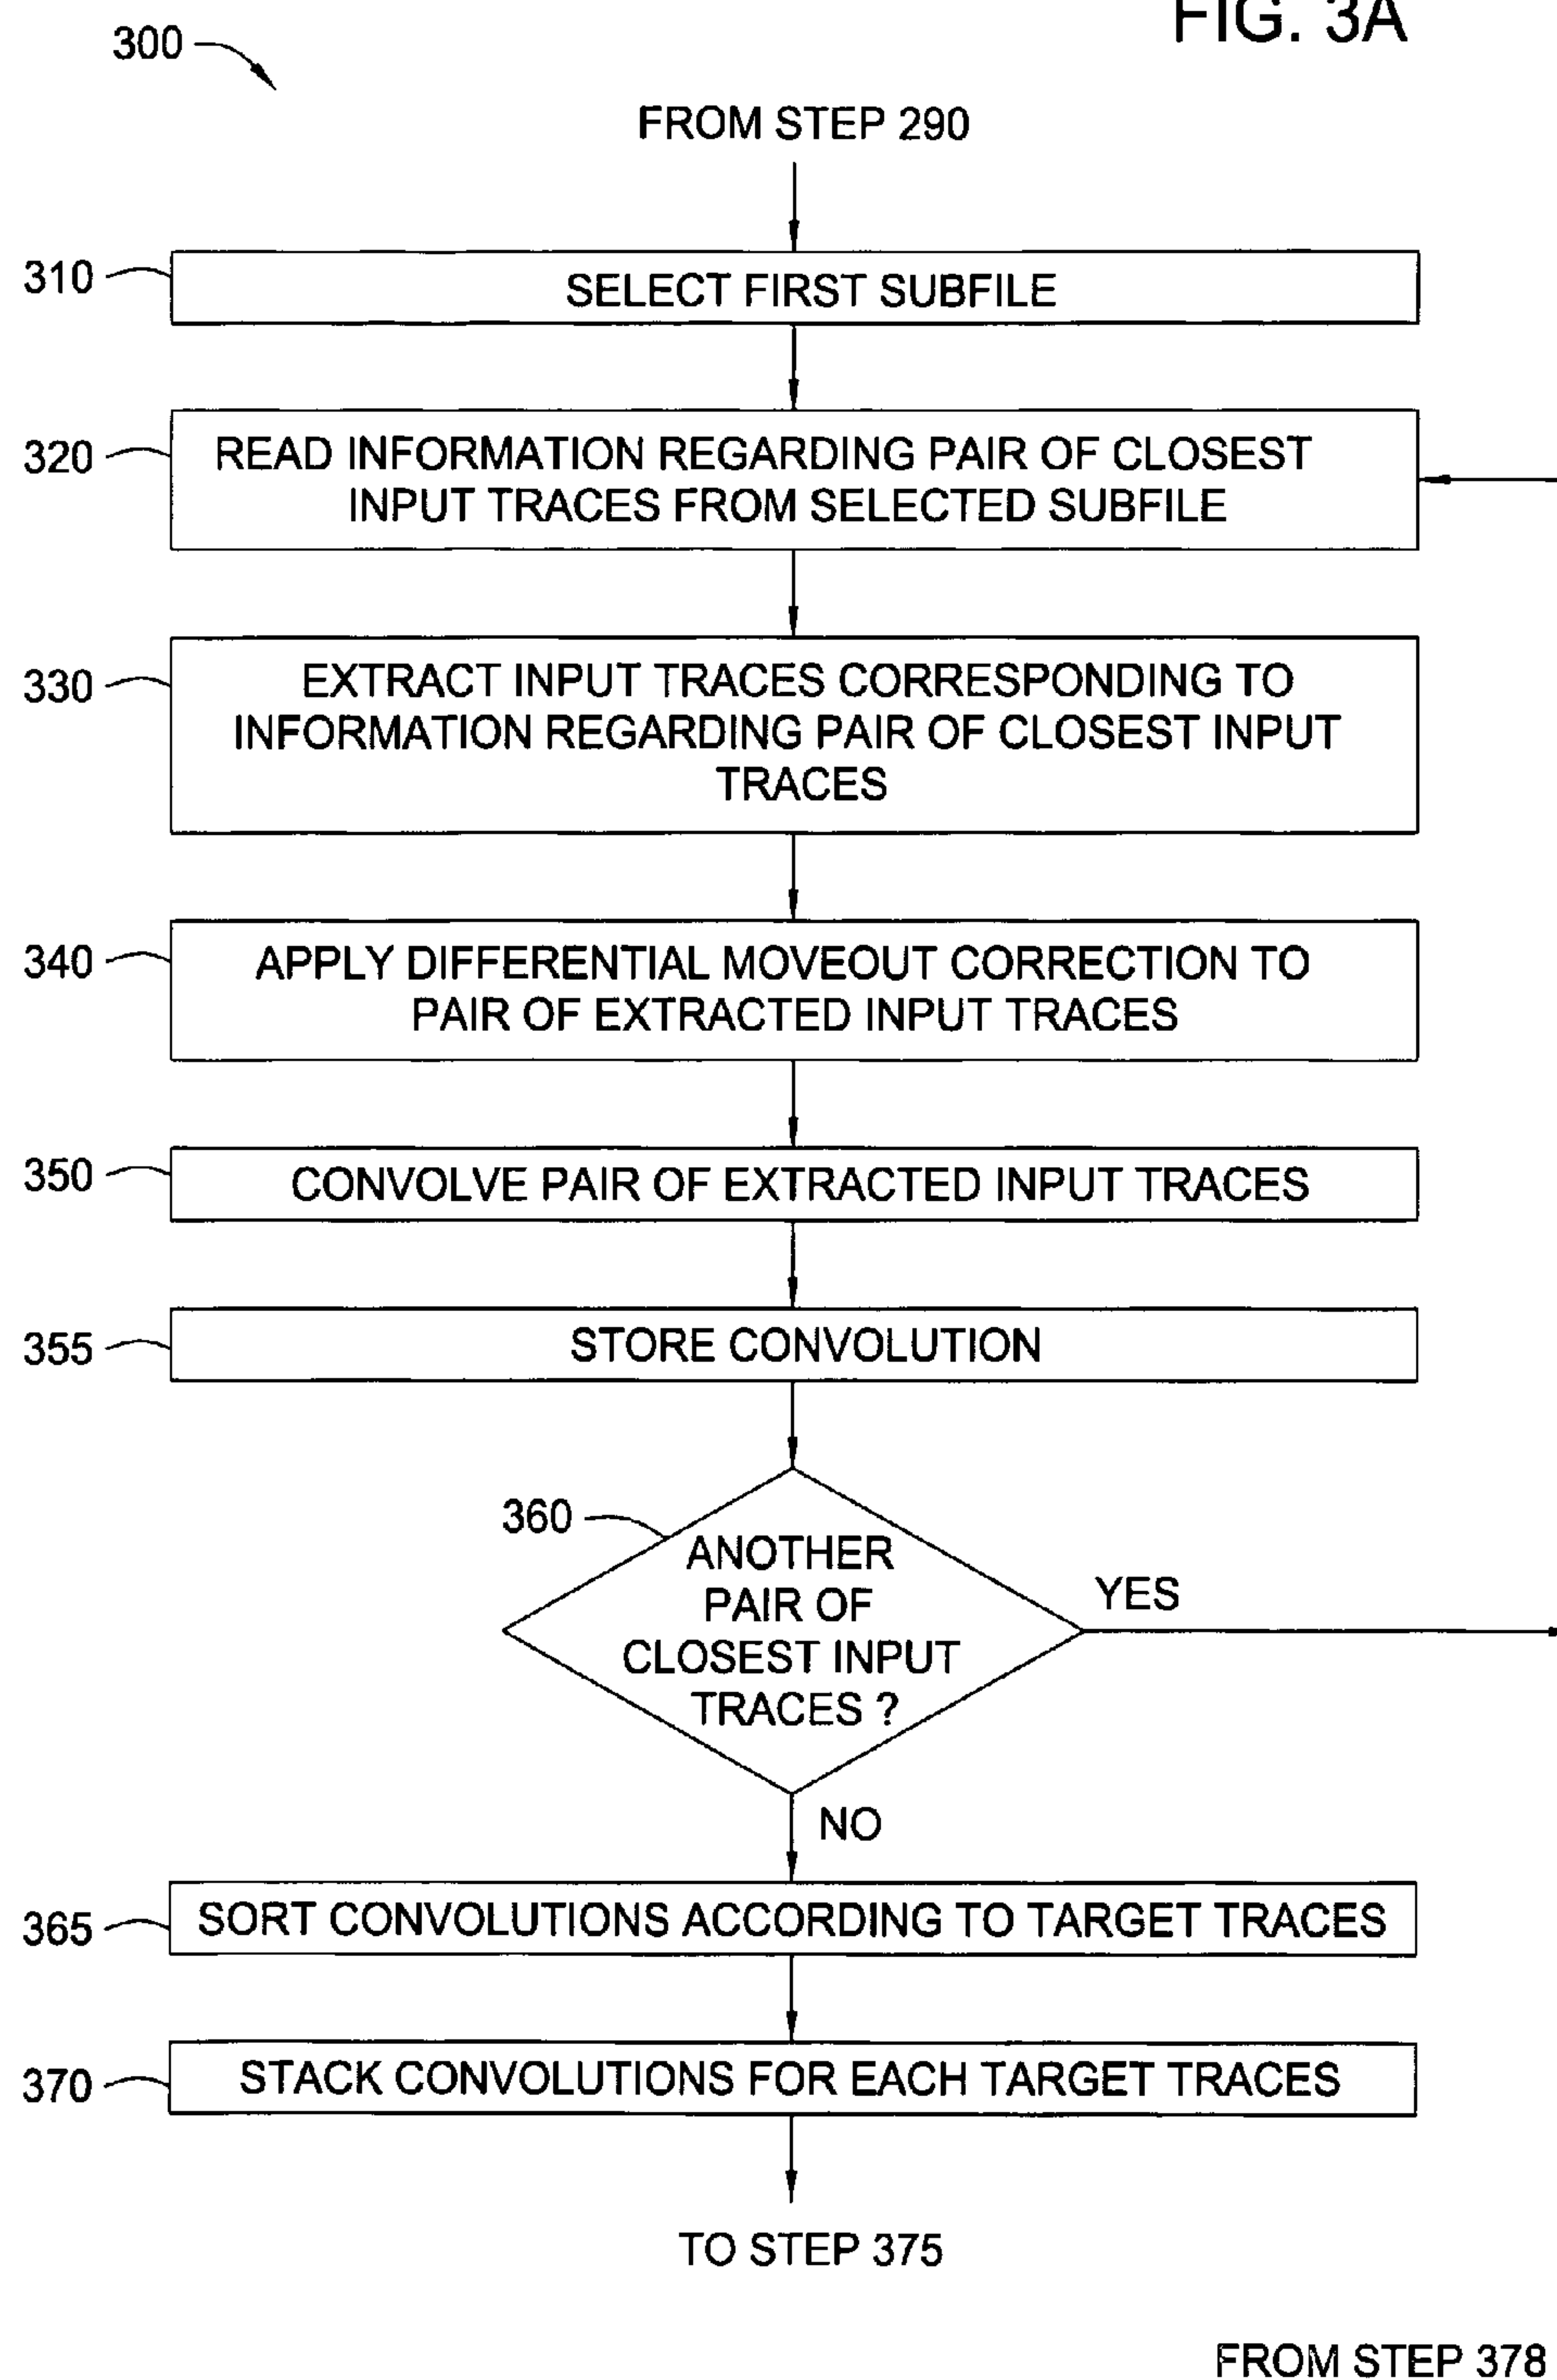 FIG. 3A
300
FROM STEP 290
310
SELECT FIRST SUBFILE
320
READ INFORMATION REGARDING PAIR OF CLOSEST
INPUT TRACES FROM SELECTED SUBFILE
330
EXTRACT INPUT TRACES CORRESPONDING TO
INFORMATION REGARDING PAIR OF CLOSEST INPUT
TRACES
340
APPLY DIFFERENTIAL MOVEOUT CORRECTION TO
PAIR OF EXTRACTED INPUT TRACES
350
CONVOLVE PAIR OF EXTRACTED INPUT TRACES
355
STORE CONVOLUTION
360
ANOTHER
PAIR OF
CLOSEST INPUT
TRACES ?
YES
NO
365
SORT CONVOLUTIONS ACCORDING TO TARGET TRACES
370
STACK CONVOLUTIONS FOR EACH TARGET TRACES
TO STEP 375
FROM STEP 378